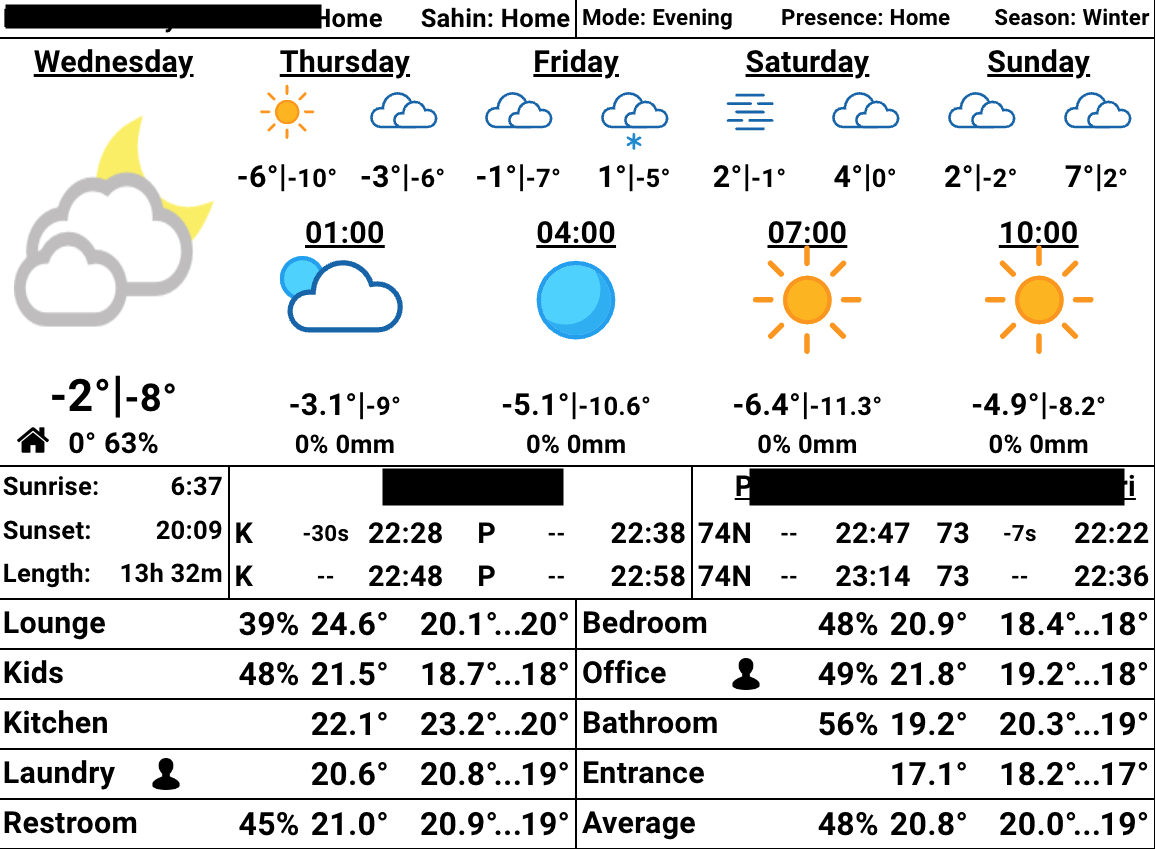 Home Sahin: Home Mode: Evening Presence: Home Season: Winter
Wednesday Thursday Friday Saturday Sunday
-6°|-10° -3°|-6° -1°|-7° 1°|-5° 2°|-1° 4°|0° 2°|-2° 7°|2°
01:00 04:00 07:00 10:00
-2°|-8° -3.1°|-9° -5.1°|-10.6° -6.4°|-11.3° -4.9°|-8.2°
0° 63% 0% 0mm 0% 0mm 0% 0mm 0% 0mm
Sunrise: 6:37 P ri
Sunset: 20:09 K -30s 22:28 P -- 22:38 74N -- 22:47 73 -7s 22:22
Length: 13h 32m K -- 22:48 P -- 22:58 74N -- 23:14 73 -- 22:36
Lounge 39% 24.6° 20.1°...20° Bedroom 48% 20.9° 18.4°...18°
Kids 48% 21.5° 18.7°...18° Office 49% 21.8° 19.2°...18°
Kitchen 22.1° 23.2°...20° Bathroom 56% 19.2° 20.3°...19°
Laundry 20.6° 20.8°...19° Entrance 17.1° 18.2°...17°
Restroom 45% 21.0° 20.9°...19° Average 48% 20.8° 20.0°...19°